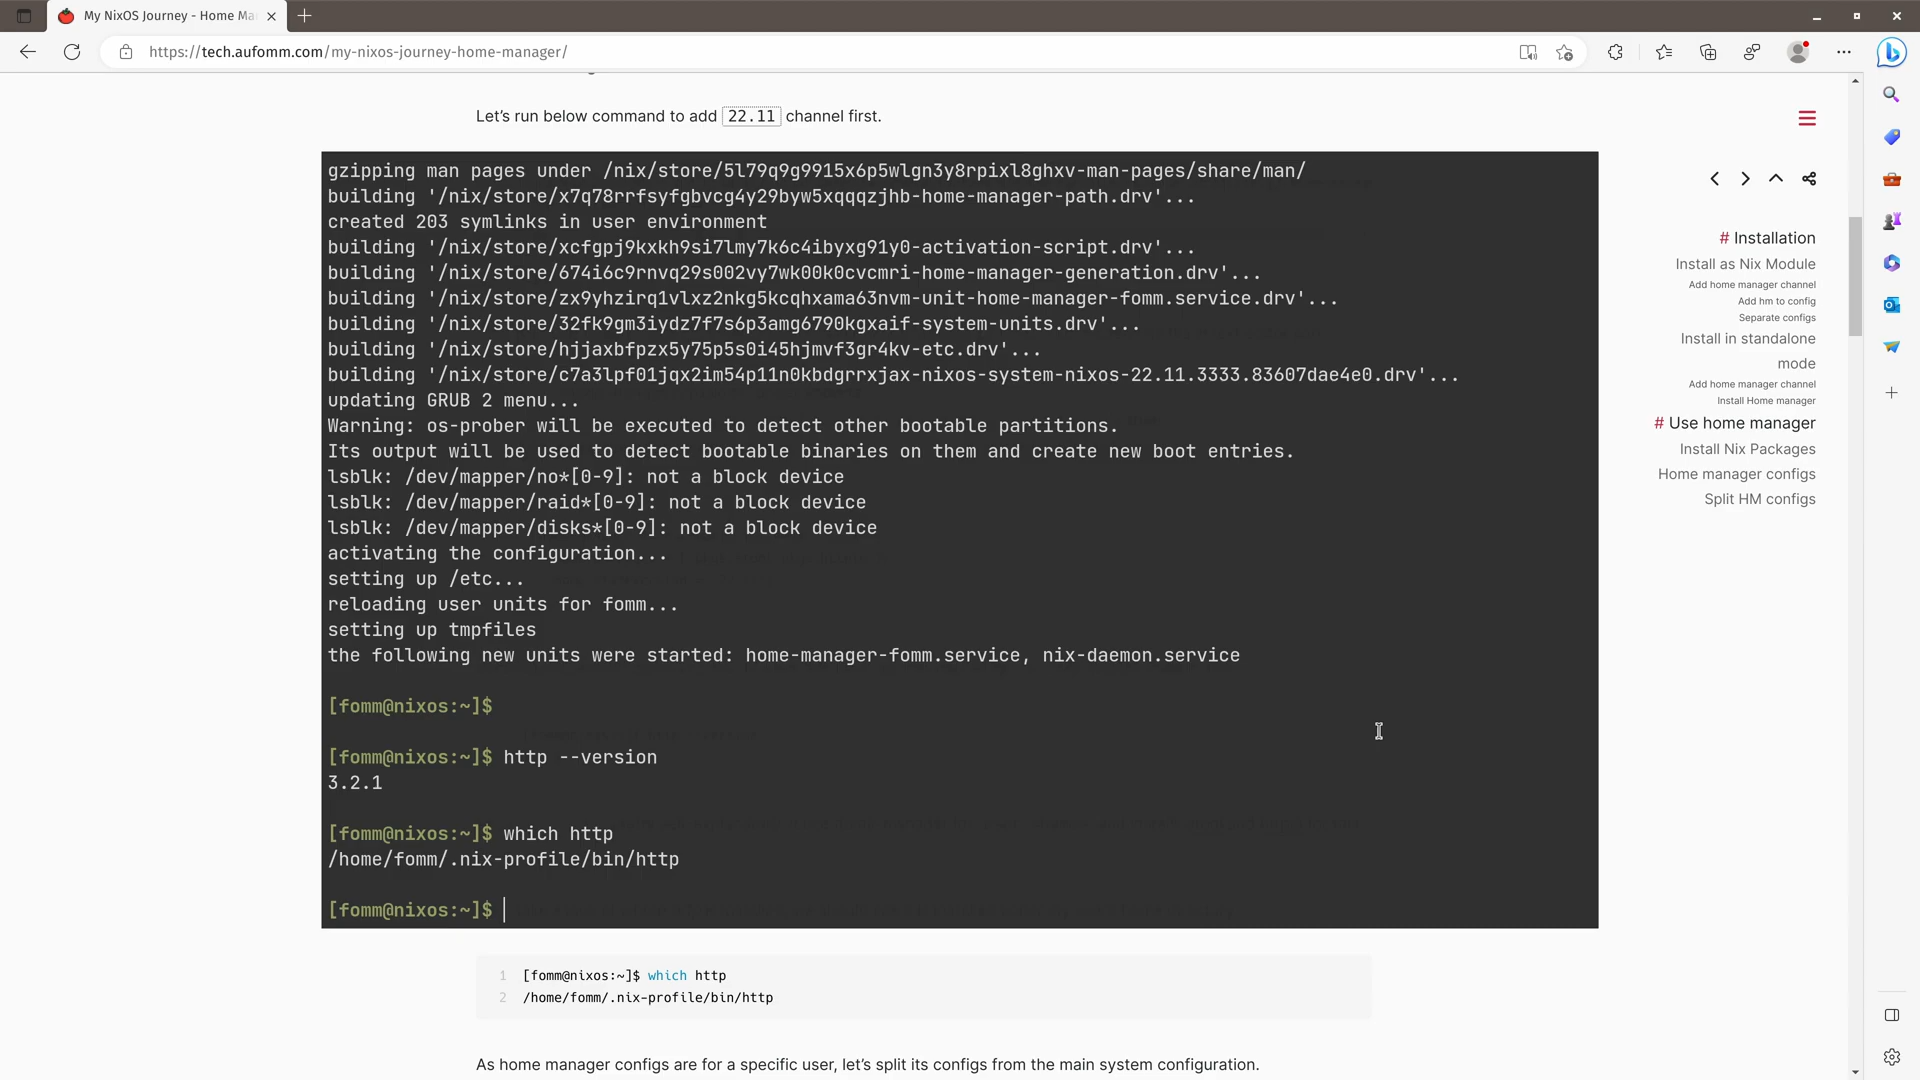 My NixOS Journey - Home Ma
https://tech.aufomm.com/my-nixos-journey-home-manager/
Let's run below command to add 22.11 channel first.
gzipping man pages under /nix/store/5l79q9g9915x6p5wlgn3y8rpixl8ghxv-man-pages/share/man/
building '/nix/store/x7q78rrfsyfgbvcg4y29byw5xqqqzjhb-home-manager-path.drv'...
created 203 symlinks in user environment
building '/nix/store/xcfgpj9kxkh9si7lmy7k6c4ibyxg91y0-activation-script.drv'...
building '/nix/store/674i6c9rnvq29s002vy7wk00k0cvcmri-home-manager-generation.drv'...
building '/nix/store/zx9yhzirq1vlxz2nkg5kcqhxama63nvm-unit-home-manager-fomm.service.drv'...
building '/nix/store/32fk9gm3iydz7f7s6p3amg6790kgxaif-system-units.drv'...
building '/nix/store/hjjaxbfpzx5y75p5s0i45hjmvf3gr4kv-etc.drv'...
building '/nix/store/c7a3lpf01jqx2im54p11n0kbdgrrxjax-nixos-system-nixos-22.11.3333.83607dae4e0.drv'...
updating GRUB 2 menu...
Warning: os-prober will be executed to detect other bootable partitions.
Its output will be used to detect bootable binaries on them and create new boot entries.
lsblk: /dev/mapper/no*[0-9]: not a block device
lsblk: /dev/mapper/raid*[0-9]: not a block device
lsblk: /dev/mapper/disks*[0-9]: not a block device
activating the configuration...
setting up /etc...
reloading user units for fomm...
setting up tmpfiles
the following new units were started: home-manager-fomm.service, nix-daemon.service
[fomm@nixos:~]$
[fomm@nixos:~]$ http --version
3.2.1
[fomm@nixos:~]$ which http
/home/fomm/.nix-profile/bin/http
[fomm@nixos:~]$
1 [fomm@nixos:~]$ which http
2 /home/fomm/.nix-profile/bin/http
As home manager configs are for a specific user, let's split its configs from the main system configuration.
# Installation
Install as Nix Module
Add home manager channel
Add hm to config
Separate configs
Install in standalone
mode
Add home manager channel
Install Home manager
# Use home manager
Install Nix Packages
Home manager configs
Split HM configs